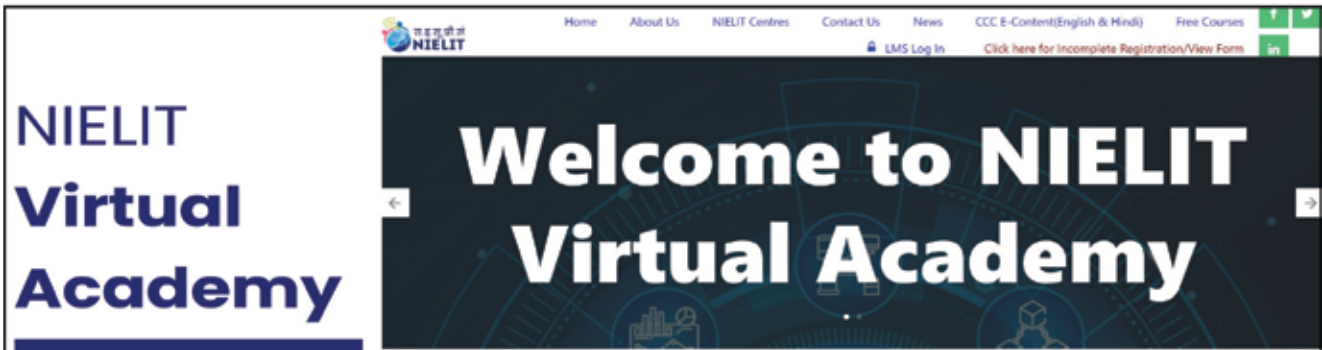 NIELIT
Virtual
Academy
NIELIT
Home About Us NIELIT Centres Contact Us News CCC E-Content(English & Hindi) Free Courses
LMS Log In Click here for Incomplete Registration/View Form
Welcome to NIELIT
Virtual Academy